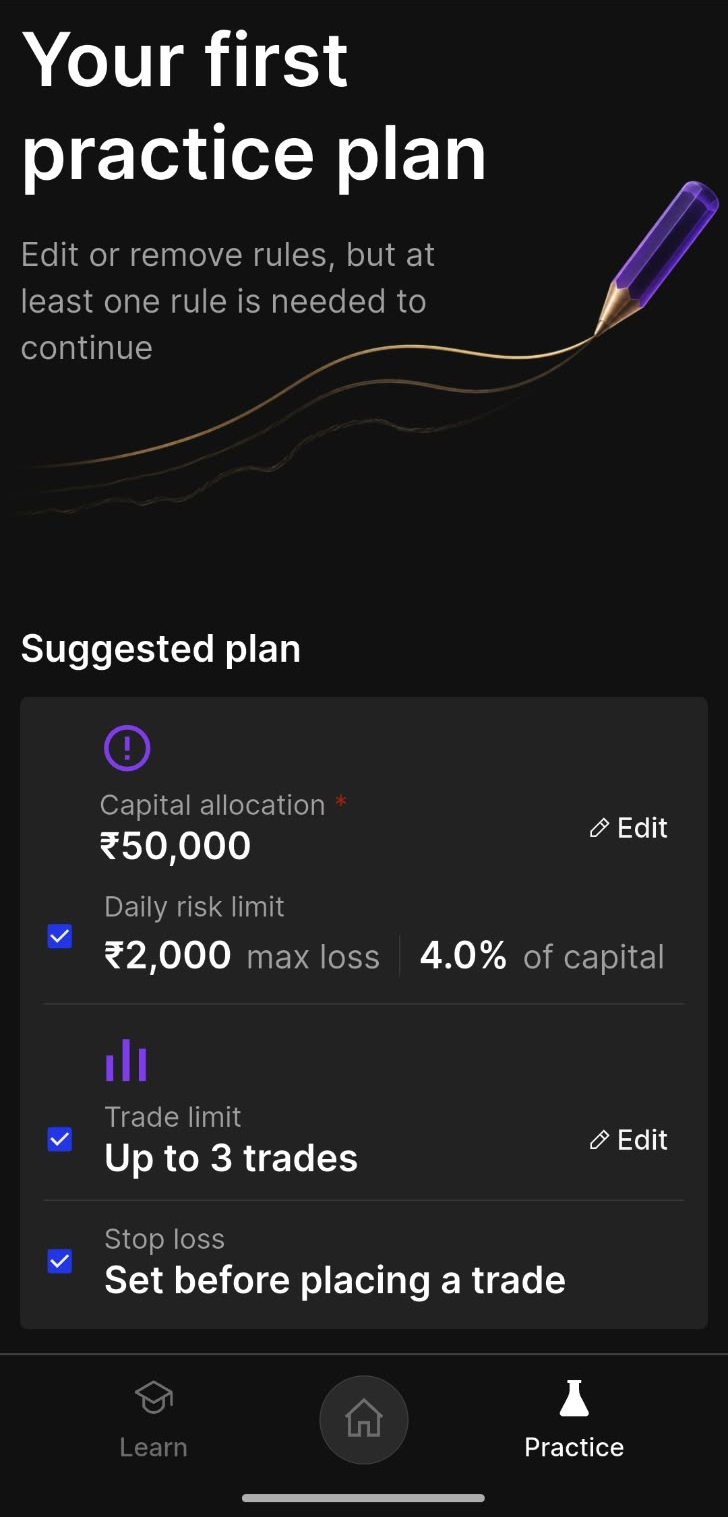 Your first
practice plan
Edit or remove rules, but at
least one rule is needed to
continue
Suggested plan
Capital allocation *
₹50,000
Edit
Daily risk limit
₹2,000 max loss 4.0% of capital
Trade limit
Up to 3 trades
Edit
Stop loss
Set before placing a trade
Learn
Practice